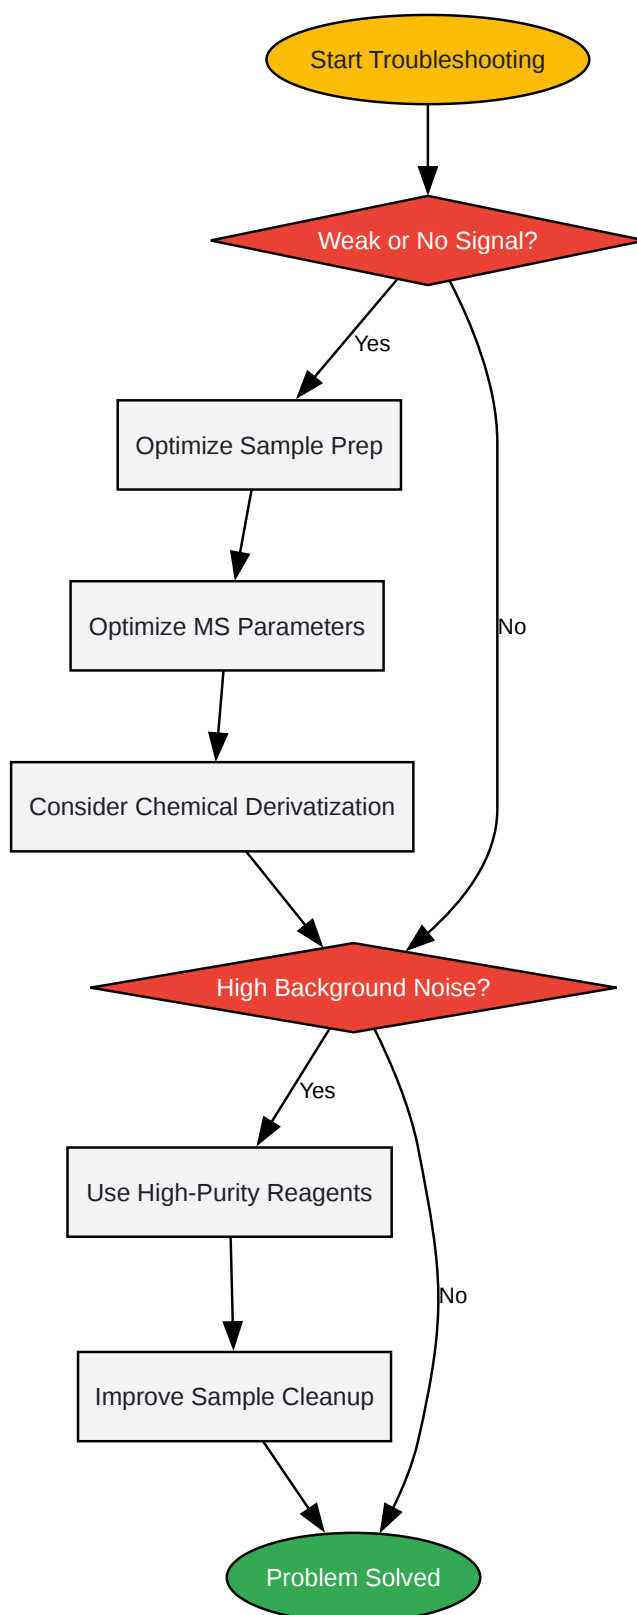 Start Troubleshooting
Weak or No Signal?
Yes
Optimize Sample Prep
Optimize MS Parameters
No
Consider Chemical Derivatization
High Background Noise?
Yes
Use High-Purity Reagents
No
Improve Sample Cleanup
Problem Solved